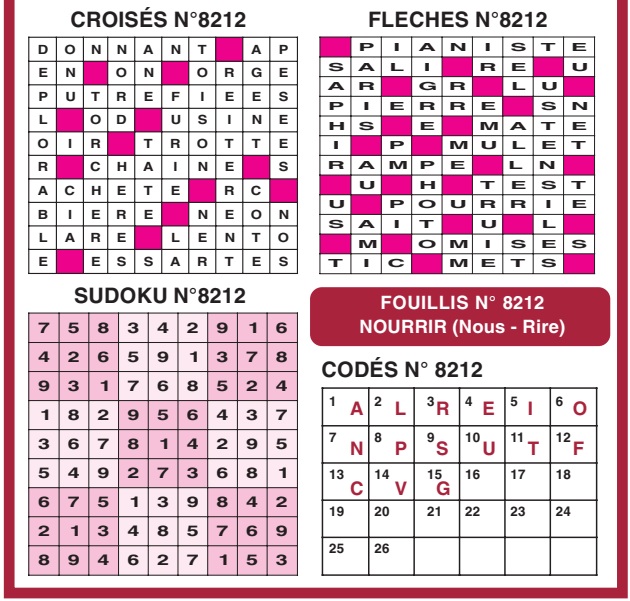 CROISÉS N°8212
D O N N A N T A P
E N O N O R G E
P U T R E F I E E S
L O D U S I N E
O I R T R O T T E
R C H A I N E S
A C H E T E R C
B I E R E N E O N
L A R E L E N T O
E E S S A R T E S
FLECHES N°8212
P I A N I S T E
S A L I R E U
A R G R L U
P I E R R E S N
H S E M A T E
I P M U L E T
R A M P E L N
U H T E S T
U P O U R R I E
S A I T U L
M O M I S E S
T I C M E T S
SUDOKU N°8212
7 5 8 3 4 2 9 1 6
4 2 6 5 9 1 3 7 8
9 3 1 7 6 8 5 2 4
1 8 2 9 5 6 4 3 7
3 6 7 8 1 4 2 9 5
5 4 9 2 7 3 6 8 1
6 7 5 1 3 9 8 4 2
2 1 3 4 8 5 7 6 9
8 9 4 6 2 7 1 5 3
FOUILLIS N° 8212
NOURRIR (Nous - Rire)
CODÉS N° 8212
1 A 2 L 3 R 4 E 5 I 6 O
7 N 8 P 9 S 10 U 11 T 12 F
13 C 14 V 15 G 16 17 18
19 20 21 22 23 24
25 26